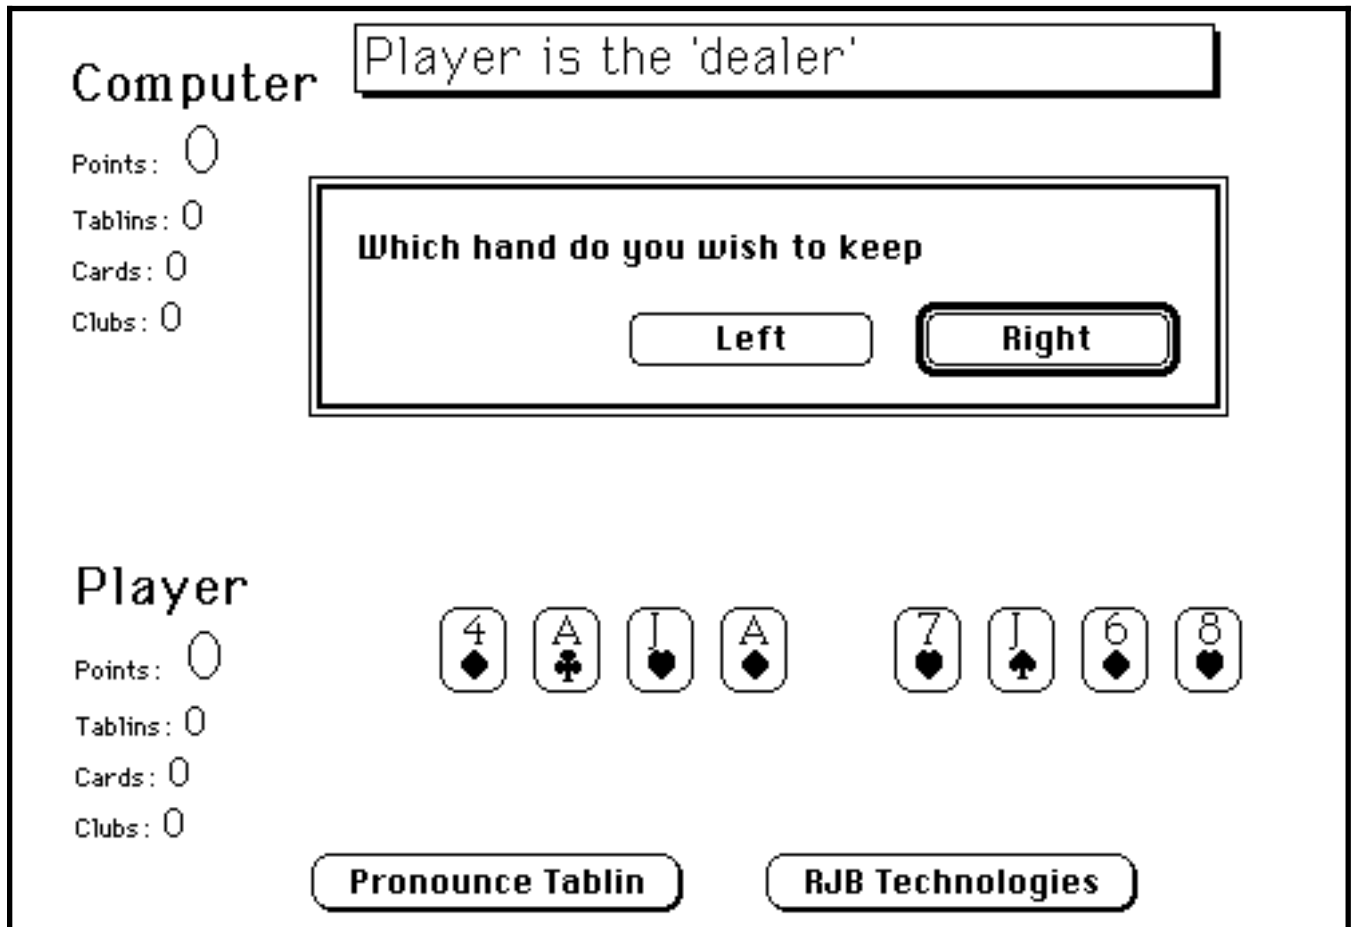 Player is the 'dealer'
Computer
Points: 0
Tablins: 0
Cards: 0
Clubs: 0
Which hand do you wish to keep
Left Right
Player
Points: 0
Tablins: 0
Cards: 0
Clubs: 0
4 A J A 7 J 6 8
Pronounce Tablin RJB Technologies